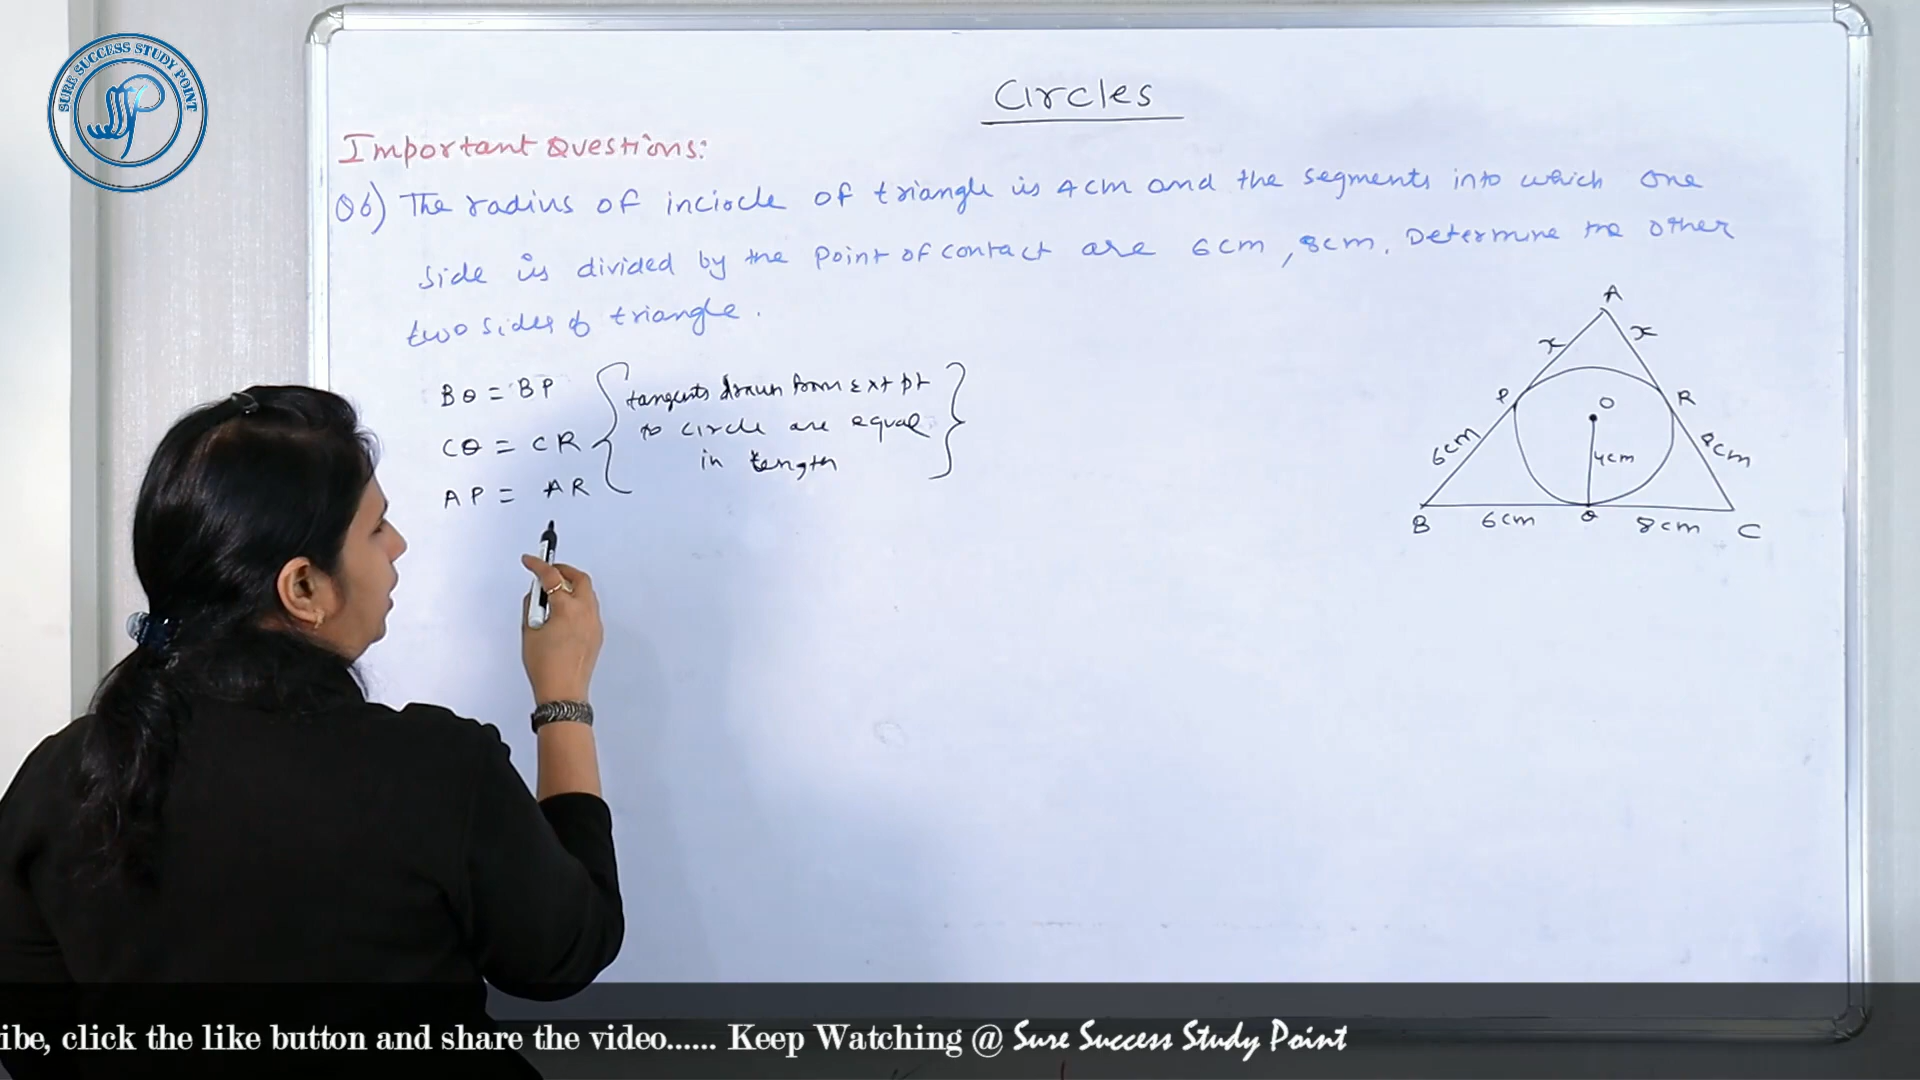 SURE SUCCESS STUDY POINT
Circles
Important Questions:
Q6) The radius of incircle of triangle is 4cm and the segments into which one
side is divided by the point of contact are 6cm, 8cm. Determine the other
two sides of triangle.
BQ = BP
CQ = CR
AP = AR
tangents drawn from ext pt
to circle are equal
in length
A
x
x
P
R
O
6cm
4cm
8cm
B
6cm
Q
8cm
C
ibe, click the like button and share the video...... Keep Watching @ Sure Success Study Point